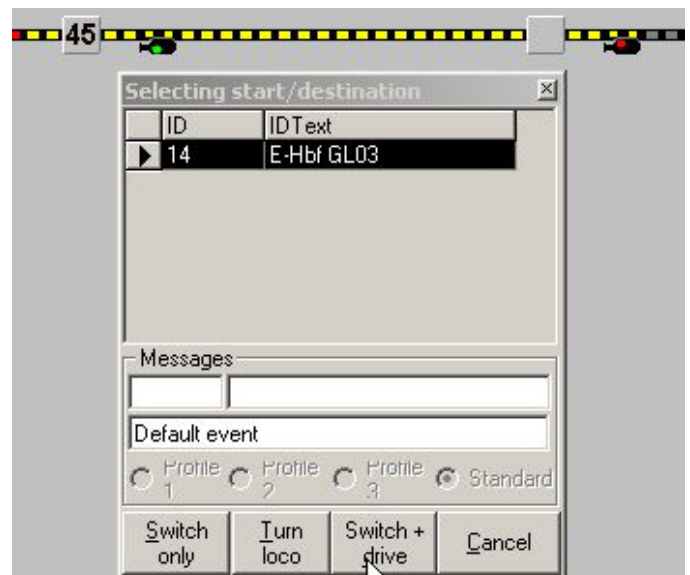 45
Selecting start/destination
ID IDText
14 E-Hbf GL03
Messages
Default event
Profile 1 Profile 2 Profile 3 Standard
Switch only Turn loco Switch + drive Cancel